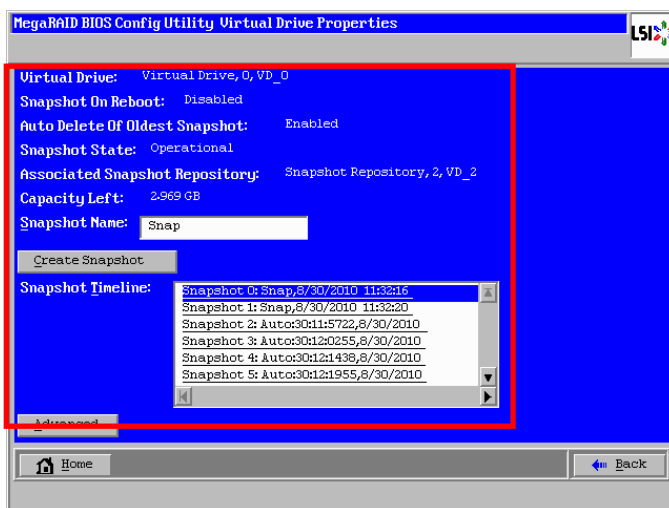 MegaRAID BIOS Config Utility Virtual Drive Properties
LSI
Virtual Drive: Virtual Drive, 0, VD_0
Snapshot On Reboot: Disabled
Auto Delete Of Oldest Snapshot: Enabled
Snapshot State: Operational
Associated Snapshot Repository: Snapshot Repository, 2, VD_2
Capacity Left: 2.969 GB
Snapshot Name: Snap
Create Snapshot
Snapshot Timeline:
Snapshot 0: Snap,8/30/2010 11:32:16
Snapshot 1: Snap,8/30/2010 11:32:20
Snapshot 2: Auto:30:11:5722,8/30/2010
Snapshot 3: Auto:30:12:0255,8/30/2010
Snapshot 4: Auto:30:12:1438,8/30/2010
Snapshot 5: Auto:30:12:1955,8/30/2010
Advanced
Home
Back